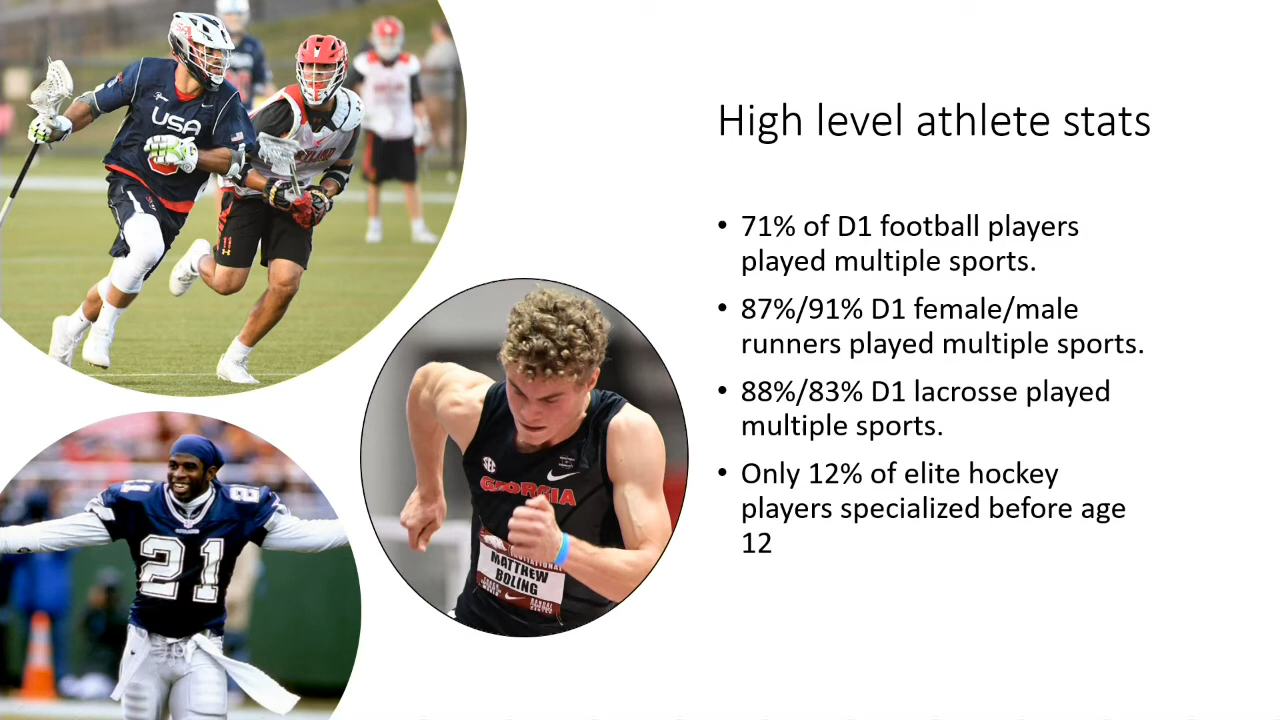 High level athlete stats
• 71% of D1 football players
played multiple sports.
• 87%/91% D1 female/male
runners played multiple sports.
• 88%/83% D1 lacrosse played
multiple sports.
• Only 12% of elite hockey
players specialized before age
12
USA
SEC
GEORGIA
MATTHEW
BOLING
21
21
2